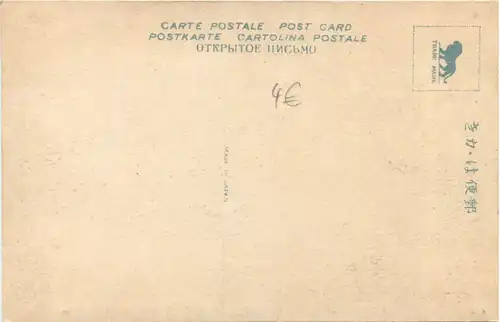 CARTE POSTALE POST CARD
POSTKARTE CARTOLINA POSTALE
ОТКРЫТОЕ ПИСЬМО
4€
TRADE MARK
MADE IN JAPAN
きか・は便郵